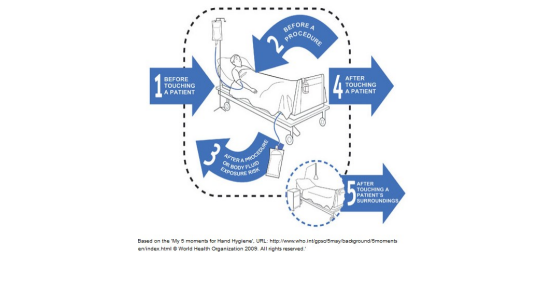 1 BEFORE
TOUCHING
A PATIENT
2 BEFORE A
PROCEDURE
3 AFTER A PROCEDURE
OR BODY FLUID
EXPOSURE RISK
4 AFTER
TOUCHING
A PATIENT
5 AFTER
TOUCHING A
PATIENT'S
SURROUNDINGS
Based on the 'My 5 moments for Hand Hygiene', URL: http://www.who.int/gpsc/5may/background/5moments
en/index.html © World Health Organization 2009. All rights reserved.'